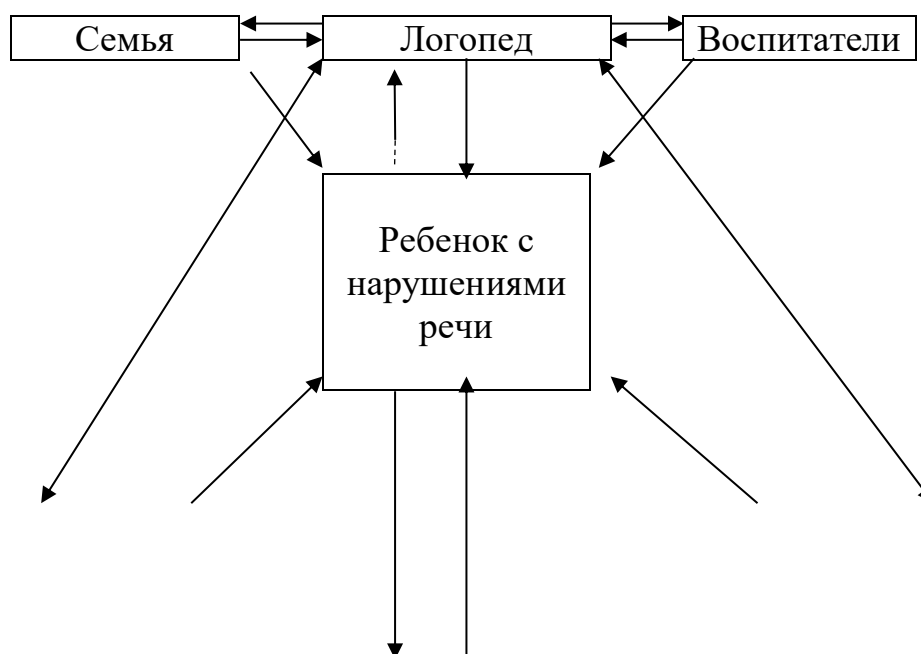 Семья
Логопед
Воспитатели
Ребенок с
нарушениями
речи